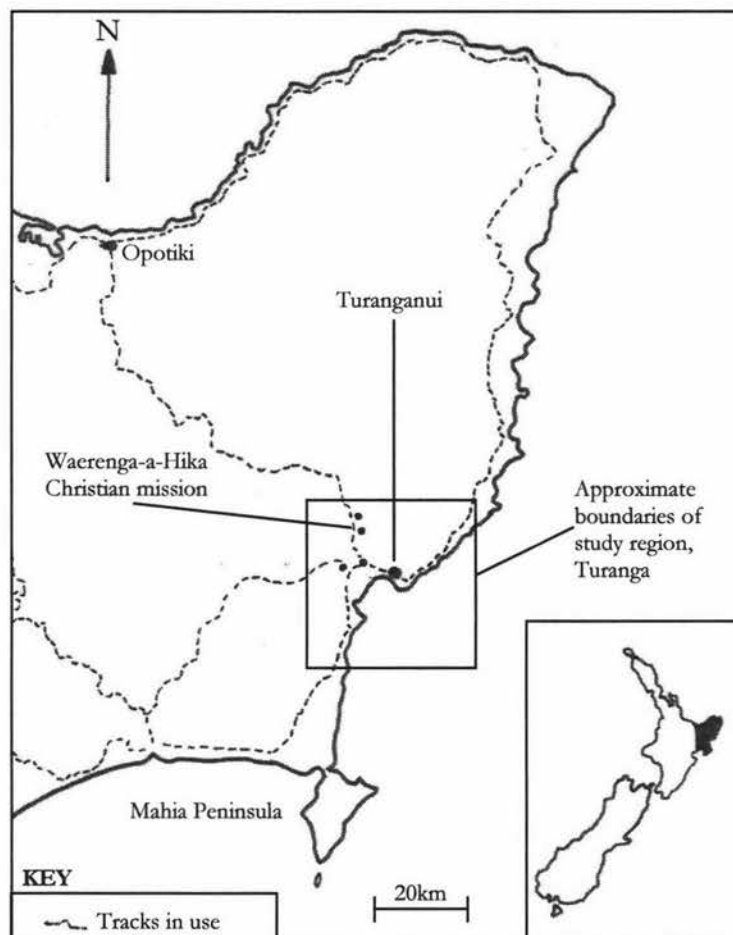 N
Opotiki
Turanganui
Waerenga-a-Hika
Christian mission
Approximate
boundaries of
study region,
Turanga
Mahia Peninsula
KEY
20km
Tracks in use